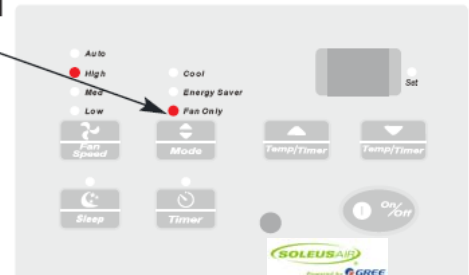 Auto
High
Cool
Med
Energy Saver
Set
Low
Fan Only
Fan Speed
Mode
Temp/Timer
Temp/Timer
Sleep
Timer
On/Off
SOLEUSAIR
Powered by GREE